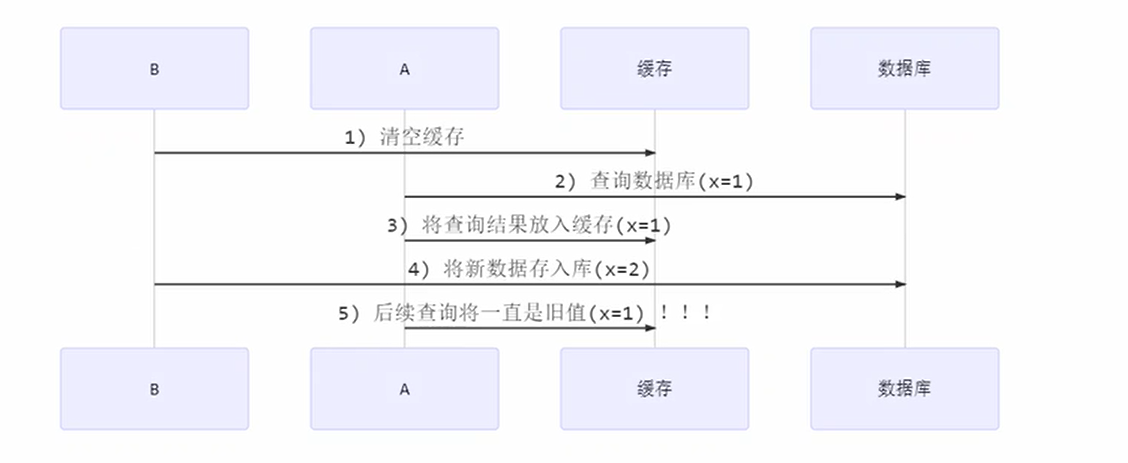 B
A
缓存
数据库
1) 清空缓存
2) 查询数据库(x=1)
3) 将查询结果放入缓存(x=1)
4) 将新数据存入库(x=2)
5) 后续查询将一直是旧值(x=1) ！！！
B
A
缓存
数据库